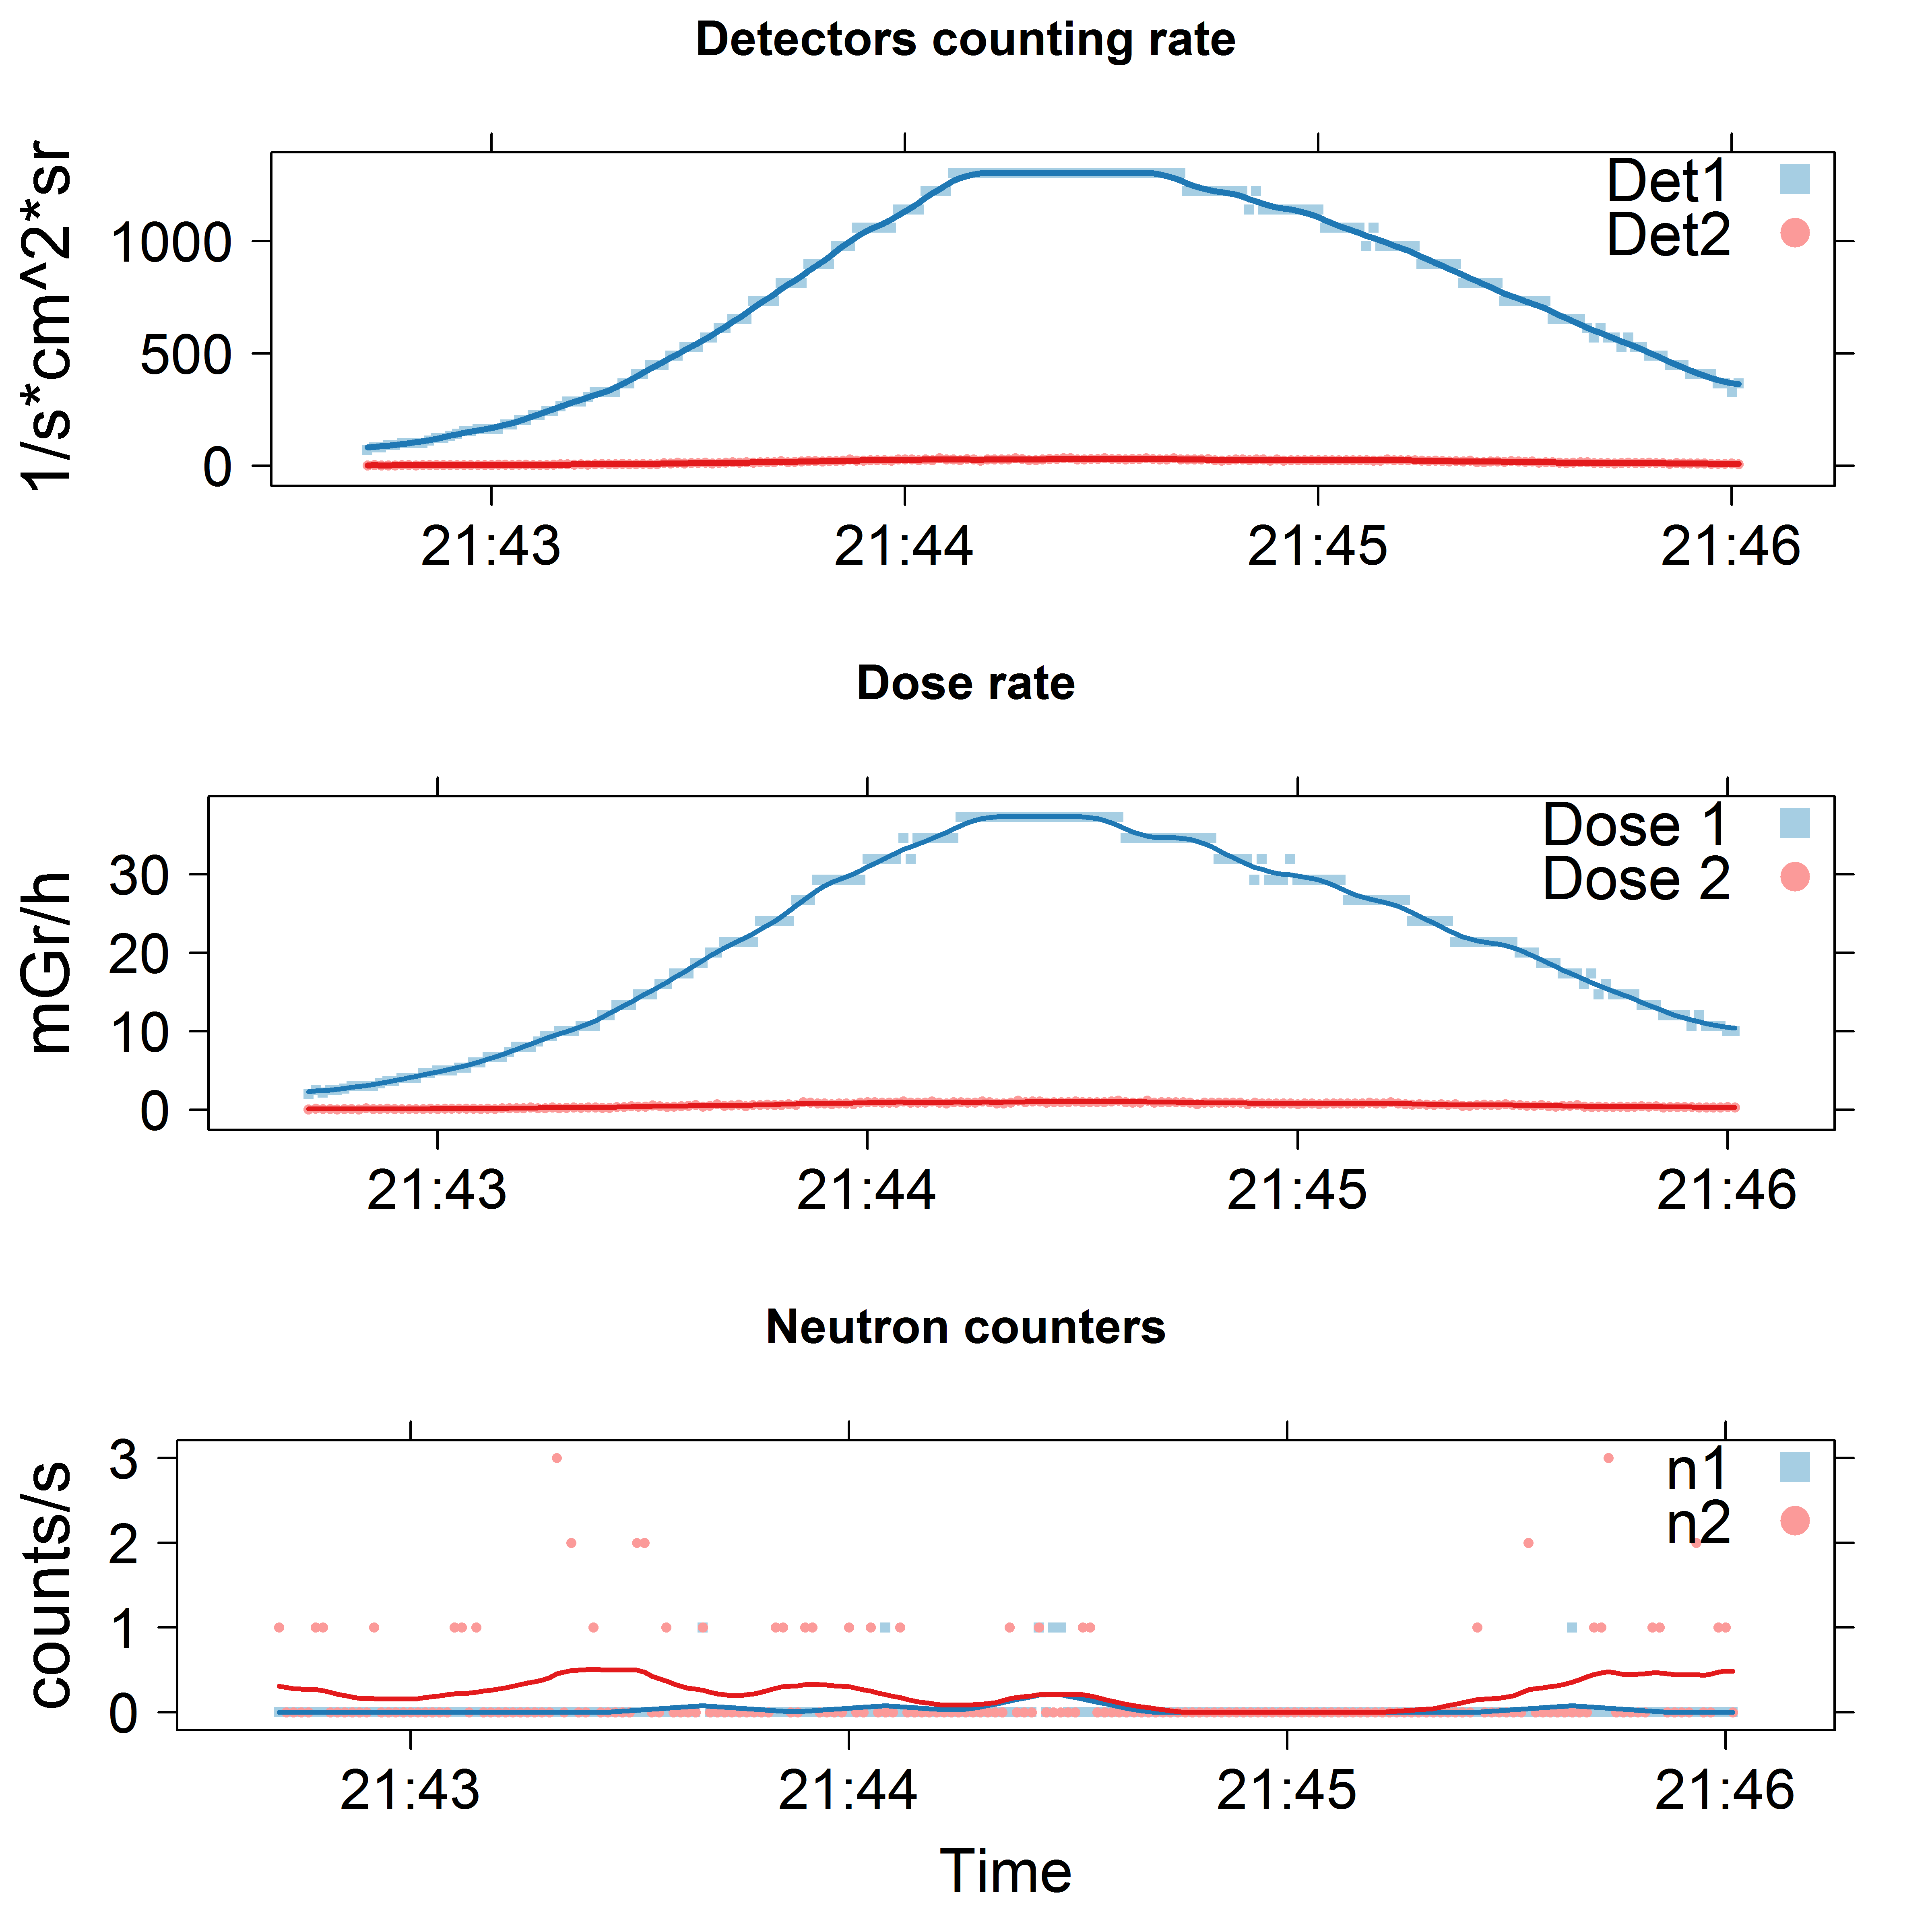 Detectors counting rate
1/s*cm^2*sr
1000
500
0
Det1
Det2
21:43 21:44 21:45 21:46
Dose rate
mGr/h
30
20
10
0
Dose 1
Dose 2
21:43 21:44 21:45 21:46
Neutron counters
counts/s
3
2
1
0
n1
n2
21:43 21:44 21:45 21:46
Time